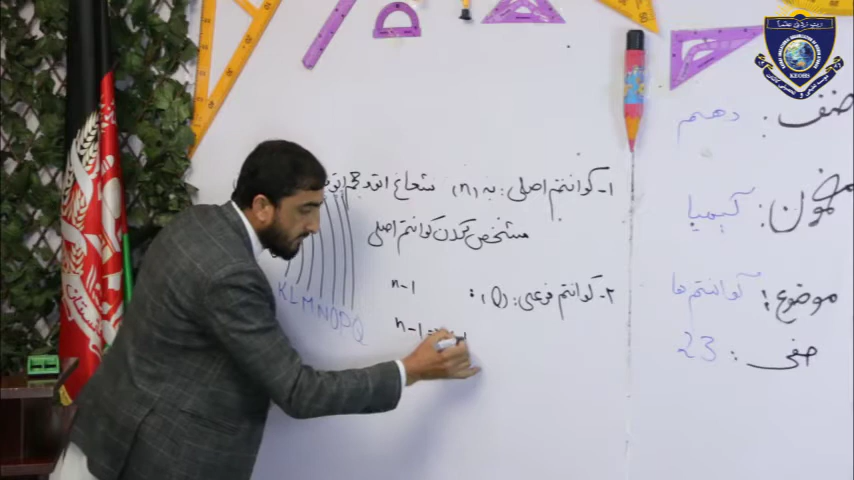 صنف : دهم
مضمون : کیمیا
موضوع : کوانتم ها
صفحه : 23
۱- کوانتم اصلی : به (n) شعاع
مشخص کردن کوانتم اصلی
۲- کوانتم فرعی : (l) :
n-1
n-1=
K L M N O P Q
KEOHS